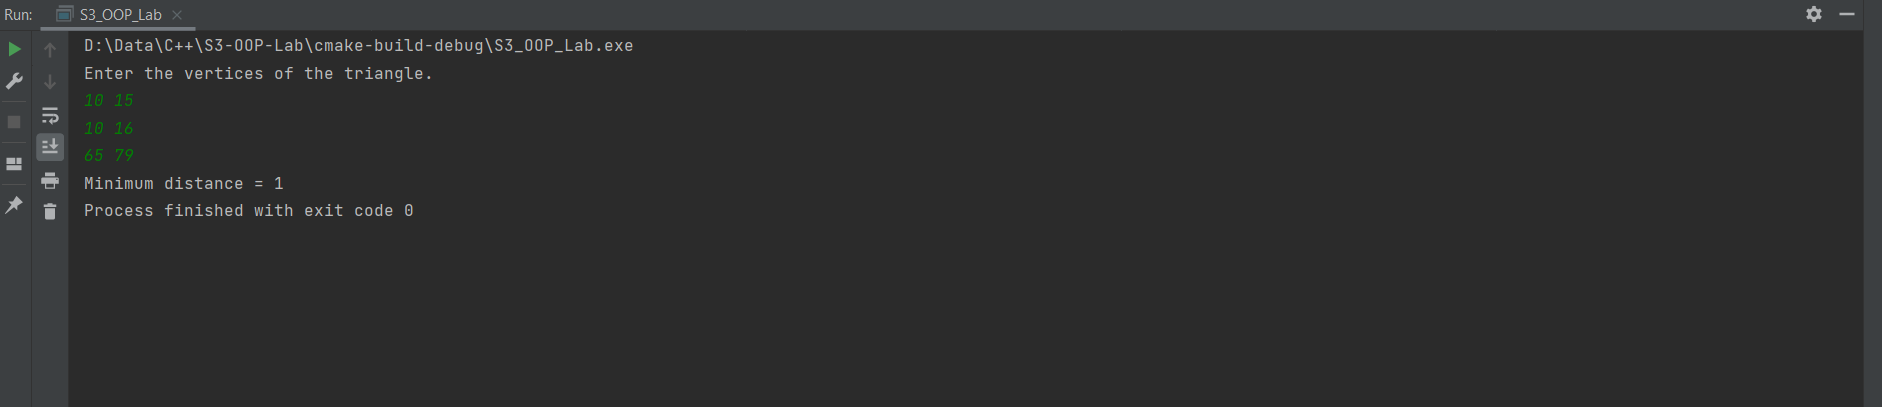 Run: S3_OOP_Lab
D:\Data\C++\S3-OOP-Lab\cmake-build-debug\S3_OOP_Lab.exe
Enter the vertices of the triangle.
10 15
10 16
65 79
Minimum distance = 1
Process finished with exit code 0